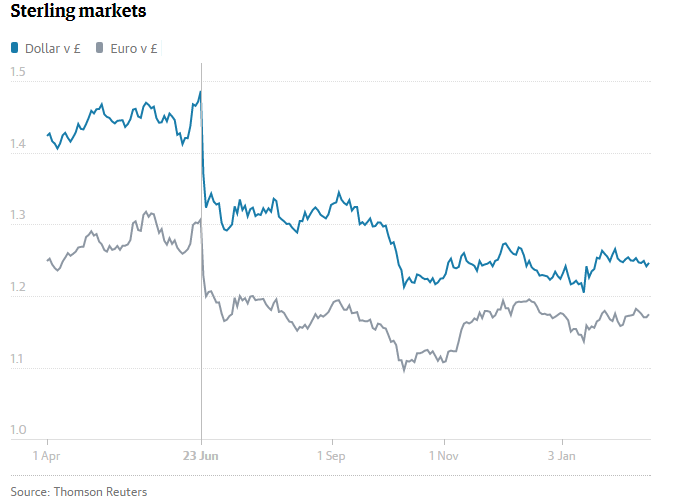 Sterling markets
Dollar v £ Euro v £
1.5
1.4
1.3
1.2
1.1
1.0
1 Apr 23 Jun 1 Sep 1 Nov 3 Jan
Source: Thomson Reuters